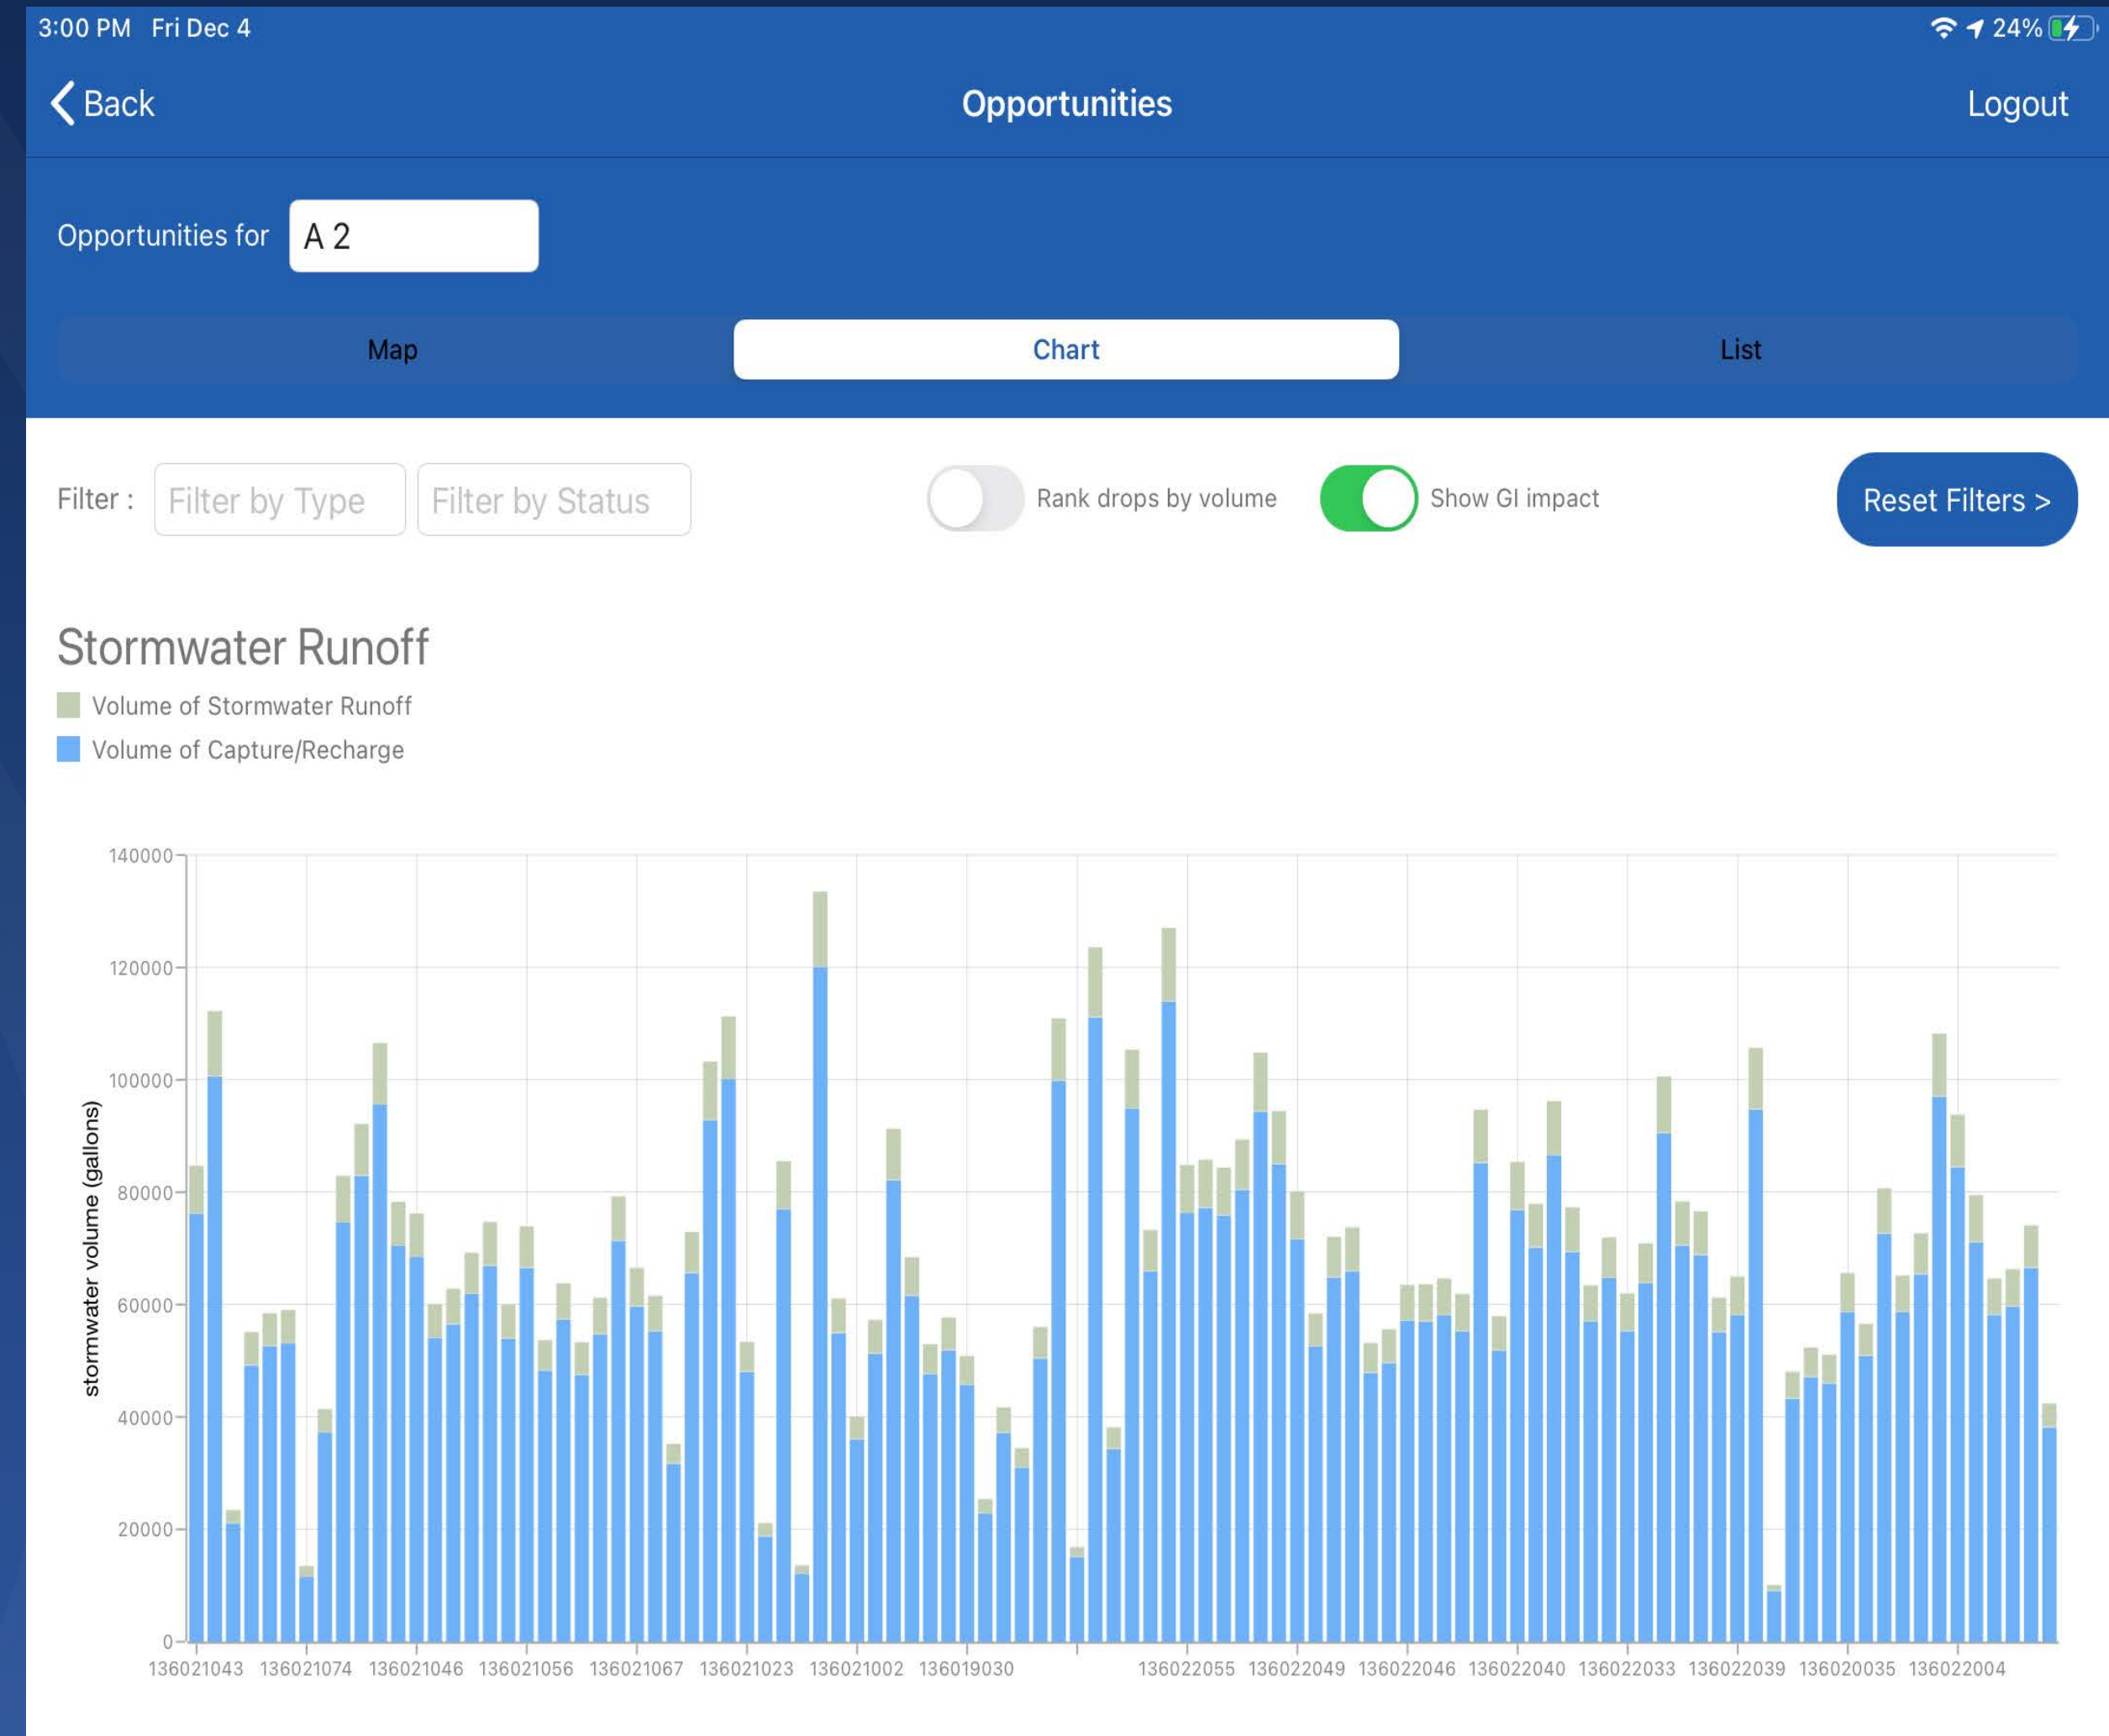 3:00 PM Fri Dec 4 24%
Back Opportunities Logout
Opportunities for A 2
Map Chart List
Filter : Filter by Type Filter by Status Rank drops by volume Show GI impact Reset Filters >
Stormwater Runoff
Volume of Stormwater Runoff
Volume of Capture/Recharge
stormwater volume (gallons)
140000
120000
100000
80000
60000
40000
20000
0
136021043 136021074 136021046 136021056 136021067 136021023 136021002 136019030 136022055 136022049 136022046 136022040 136022033 136022039 136020035 136022004